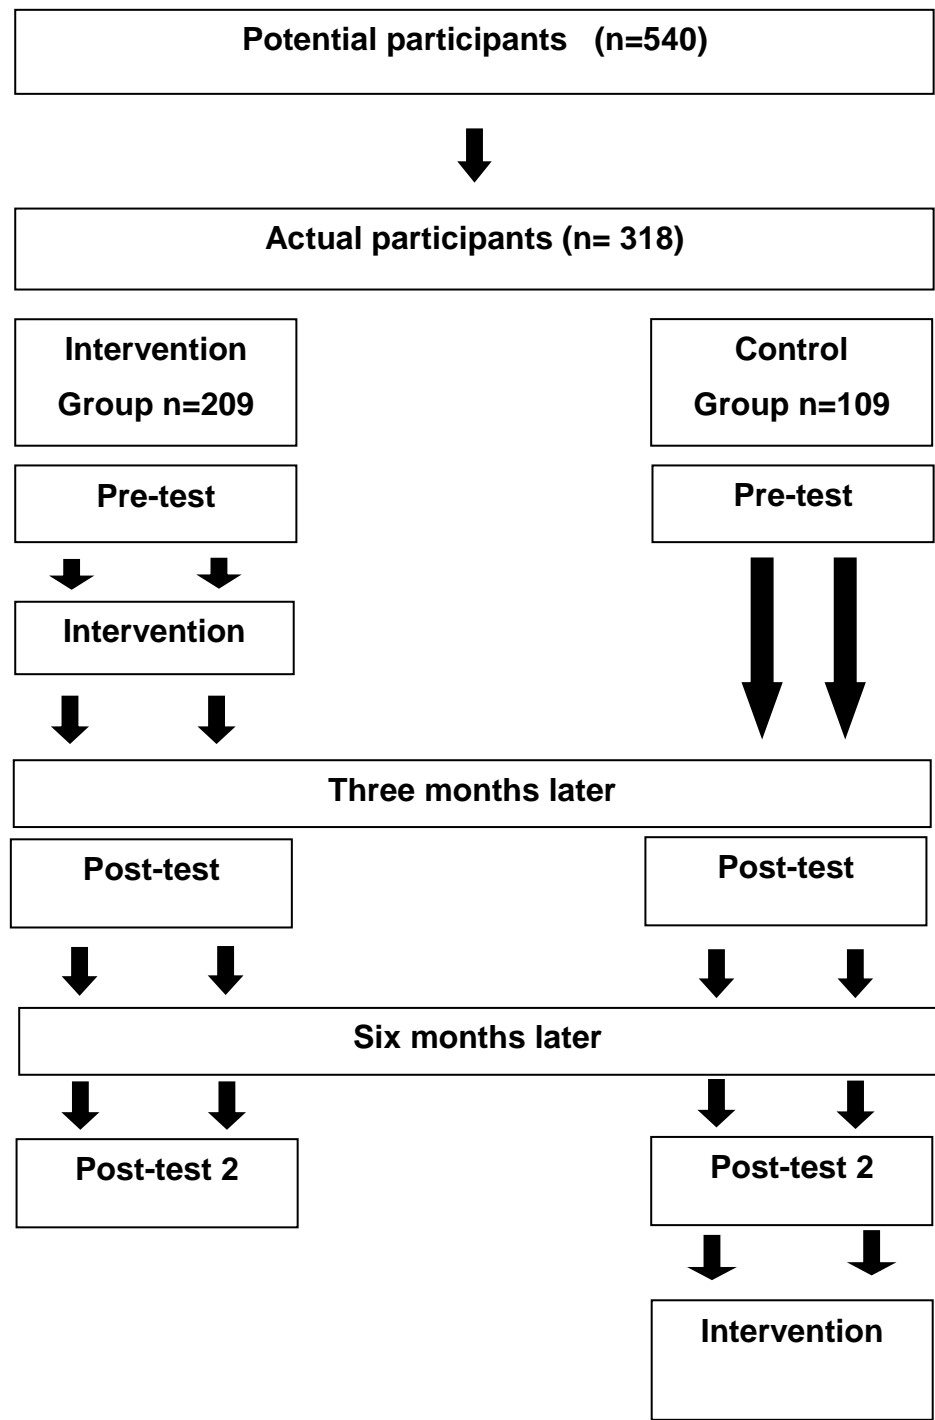 Potential participants (n=540)
Actual participants (n= 318)
Intervention
Group n=209
Control
Group n=109
Pre-test
Pre-test
Intervention
Three months later
Post-test
Post-test
Six months later
Post-test 2
Post-test 2
Intervention